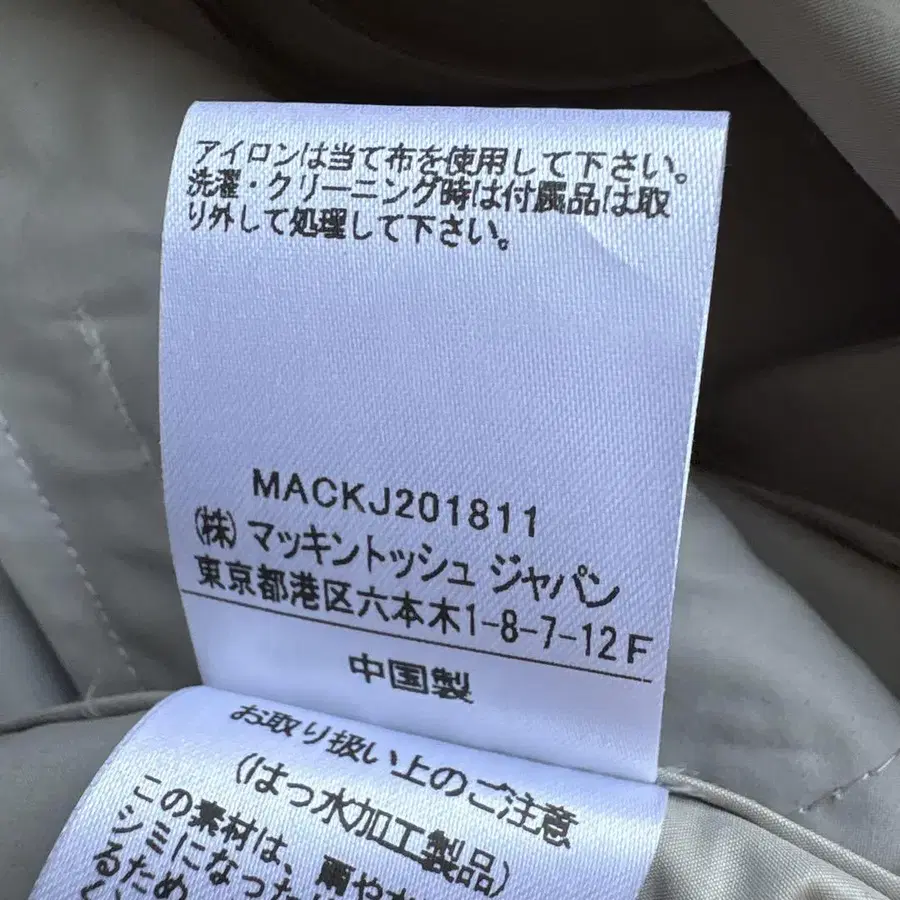 アイロンは当て布を使用して下さい。
洗濯・クリーニング時は付属品は取
り外して処理して下さい。
MACKJ201811
(株) マッキントッシュ ジャパン
東京都港区六本木1-8-7-12F
中国製
お取り扱い上のご注意
(はっ水加工製品)
この素材は、雨や水
シミになった
るため
く